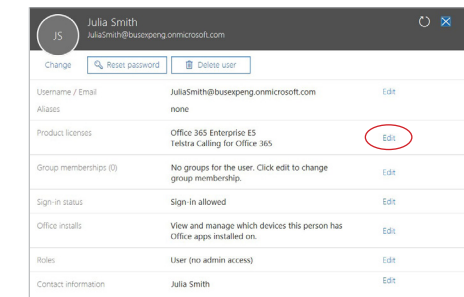 JS
Julia Smith
JuliaSmith@busexpeng.onmicrosoft.com
Change
Reset password
Delete user
Username / Email
JuliaSmith@busexpeng.onmicrosoft.com
Edit
Aliases
none
Product licenses
Office 365 Enterprise E5
Telstra Calling for Office 365
Edit
Group memberships (0)
No groups for the user. Click edit to change
group membership.
Edit
Sign-in status
Sign-in allowed
Edit
Office installs
View and manage which devices this person has
Office apps installed on.
Edit
Roles
User (no admin access)
Edit
Contact information
Julia Smith
Edit